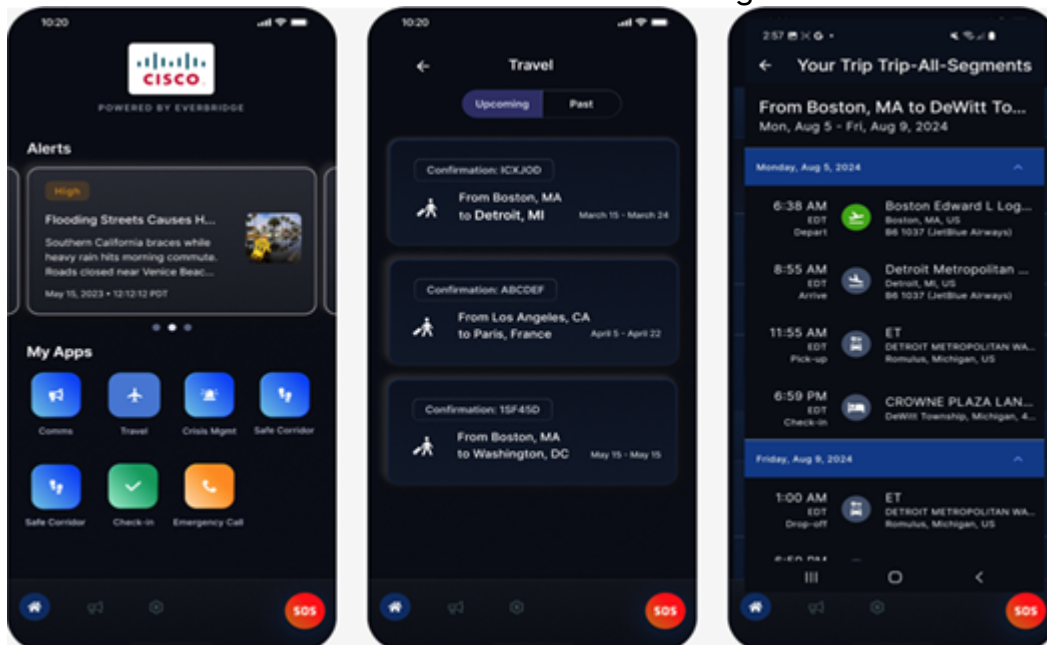 10:20
CISCO
POWERED BY EVERBRIDGE
Alerts
High
Flooding Streets Causes H...
Southern California braces while
heavy rain hits morning commute.
Roads closed near Venice Beac...
May 15, 2023 • 12:12:12 PDT
My Apps
Comms
Travel
Crisis Mgmt
Safe Corridor
Safe Corridor
Check-in
Emergency Call
SOS
10:20
Travel
Upcoming
Past
Confirmation: ICXJOD
From Boston, MA
to Detroit, MI
March 15 - March 24
Confirmation: ABCDEF
From Los Angeles, CA
to Paris, France
April 5 - April 22
Confirmation: 1SF45D
From Boston, MA
to Washington, DC
May 15 - May 15
SOS
2:57
Your Trip Trip-All-Segments
From Boston, MA to DeWitt To...
Mon, Aug 5 - Fri, Aug 9, 2024
Monday, Aug 5, 2024
6:38 AM
EDT
Depart
Boston Edward L Log...
Boston, MA, US
B6 1037 (JetBlue Airways)
8:55 AM
EDT
Arrive
Detroit Metropolitan ...
Detroit, MI, US
B6 1037 (JetBlue Airways)
11:55 AM
EDT
Pick-up
ET
DETROIT METROPOLITAN WA...
Romulus, Michigan, US
6:59 PM
EDT
Check-in
CROWNE PLAZA LAN...
DeWitt Township, Michigan, 4...
Friday, Aug 9, 2024
1:00 AM
EDT
Drop-off
ET
DETROIT METROPOLITAN WA...
Romulus, Michigan, US
SOS